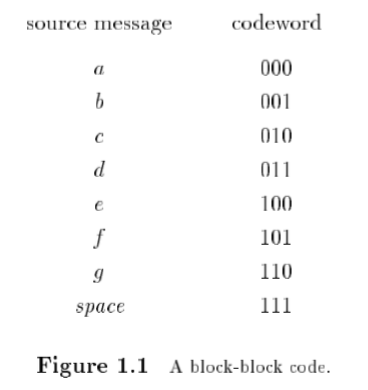 source message codeword
a 000
b 001
c 010
d 011
e 100
f 101
g 110
space 111
Figure 1.1 A block-block code.